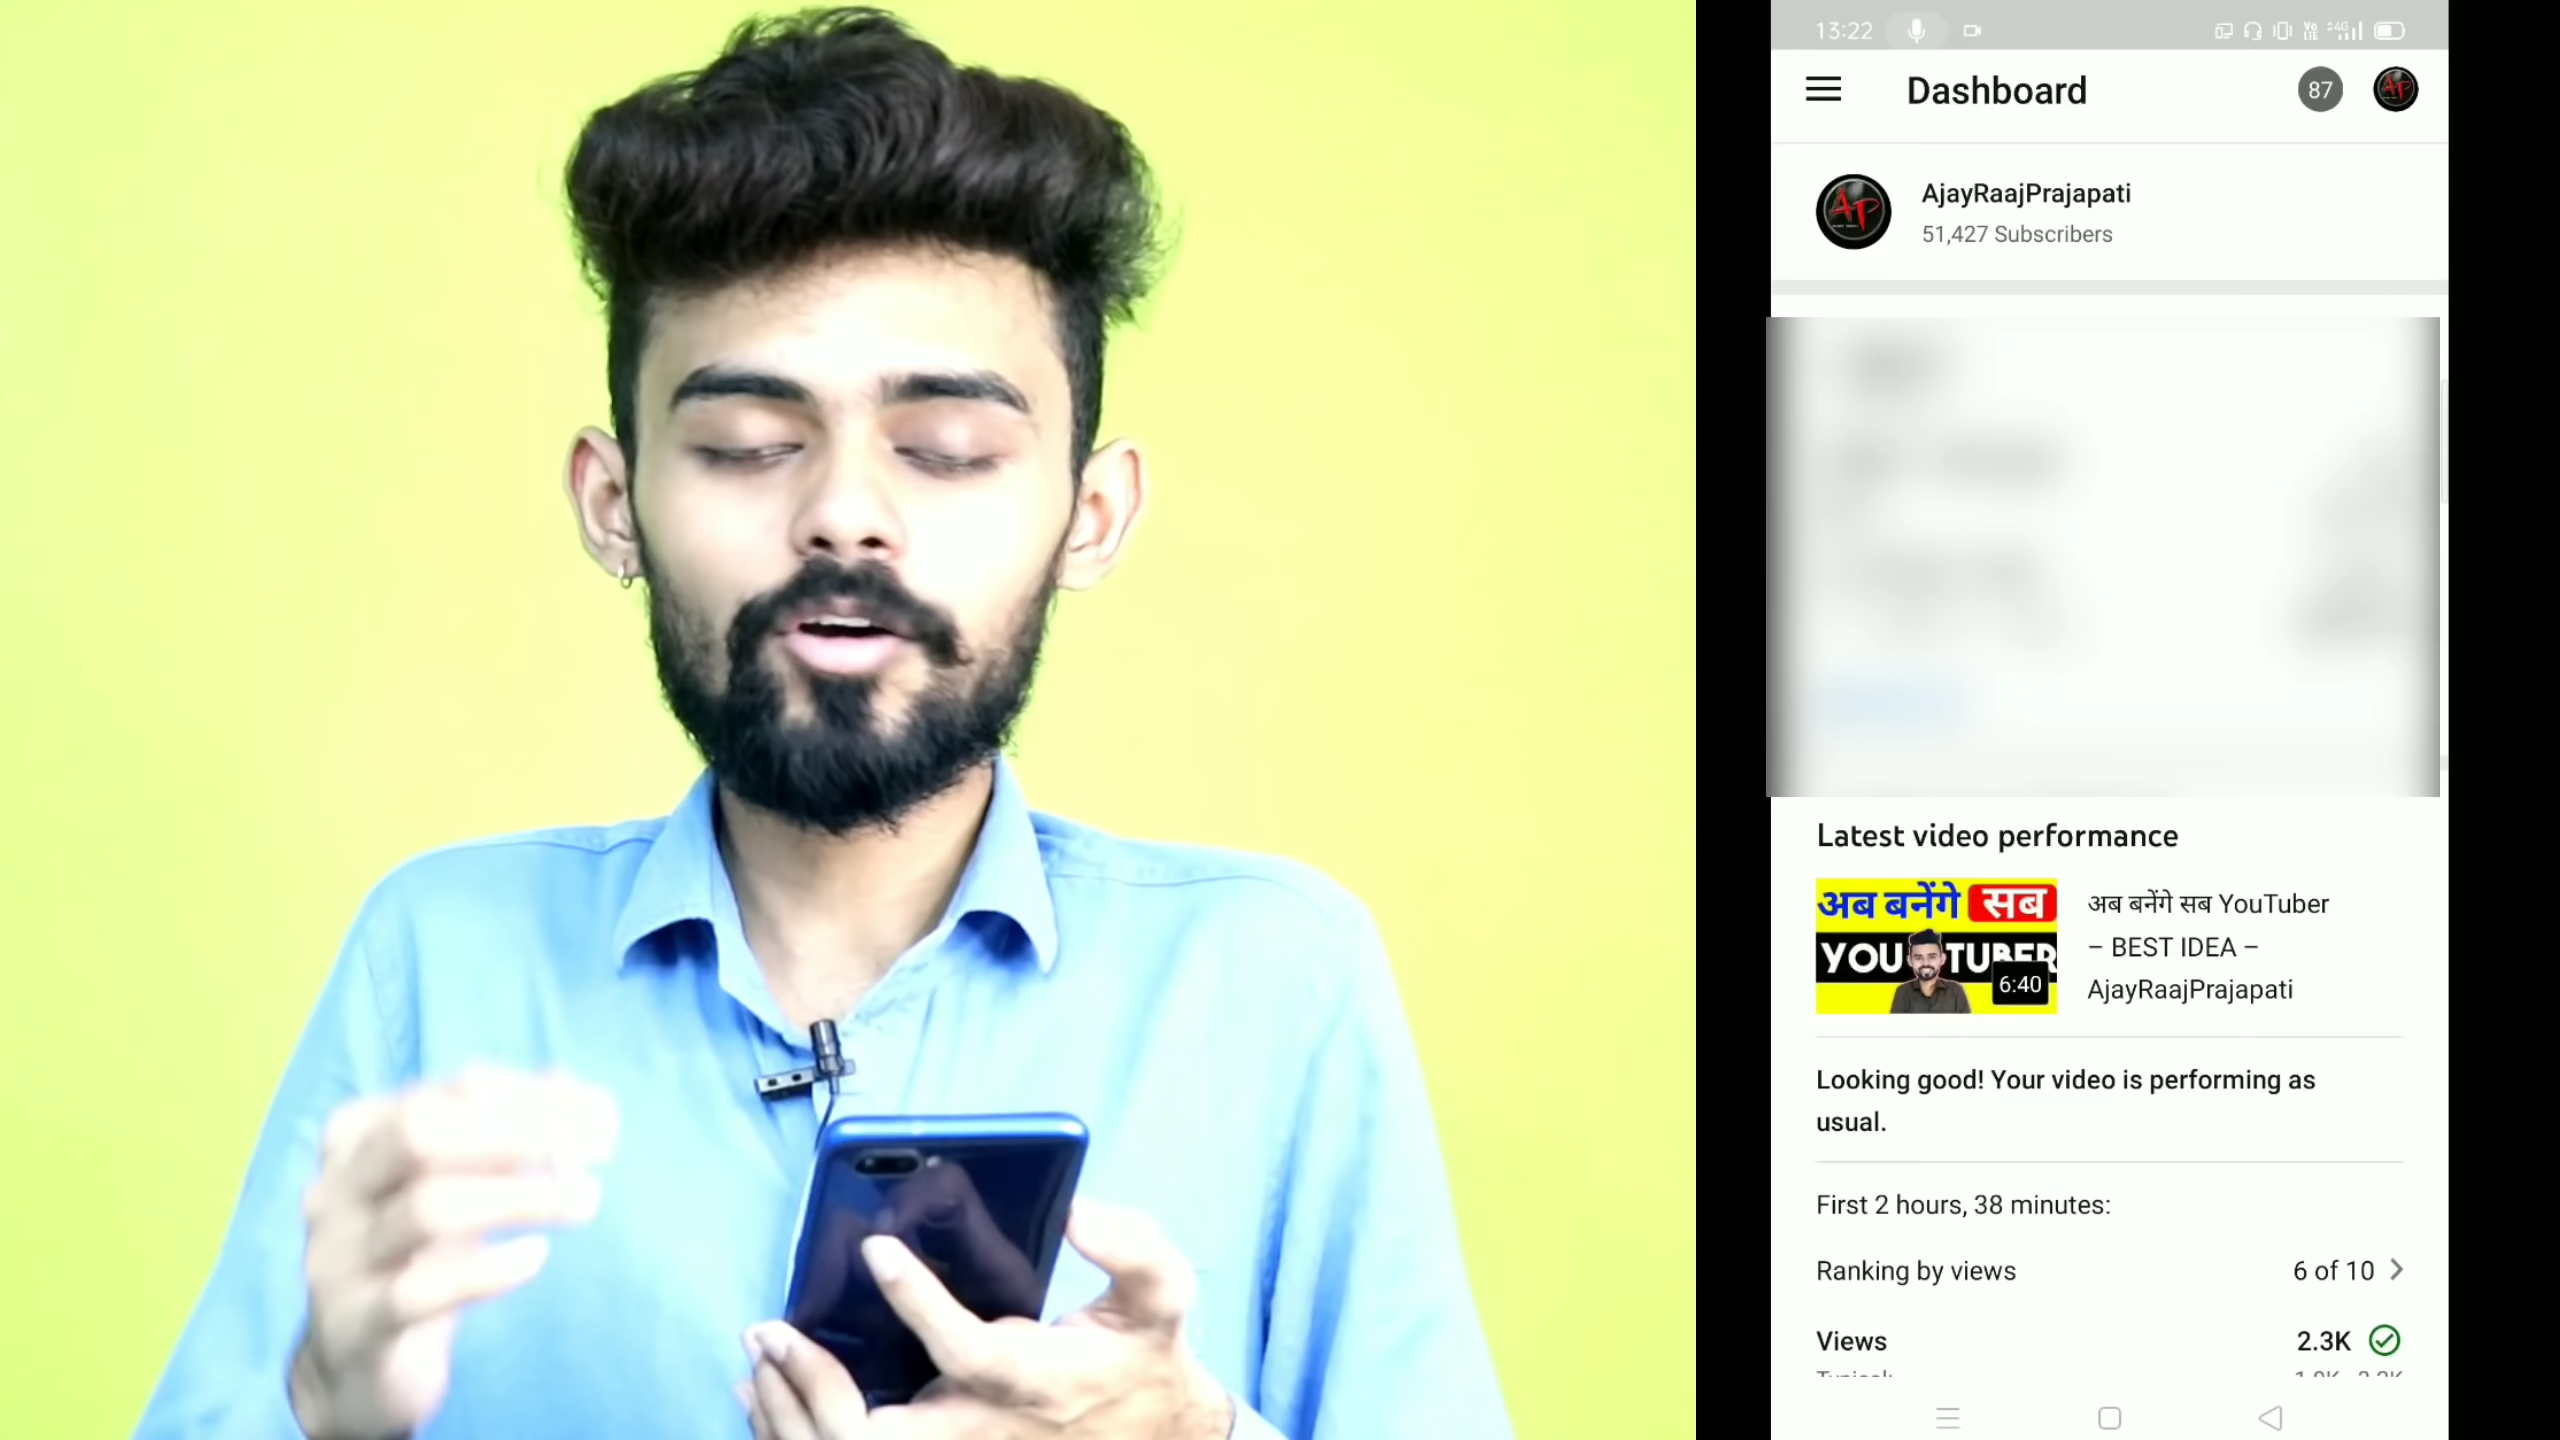 13:22
Dashboard
87
AjayRaajPrajapati
51,427 Subscribers
Latest video performance
अब बनेंगे सब
YOUTUBER
6:40
अब बनेंगे सब YouTuber
– BEST IDEA –
AjayRaajPrajapati
Looking good! Your video is performing as
usual.
First 2 hours, 38 minutes:
Ranking by views 6 of 10
Views 2.3K